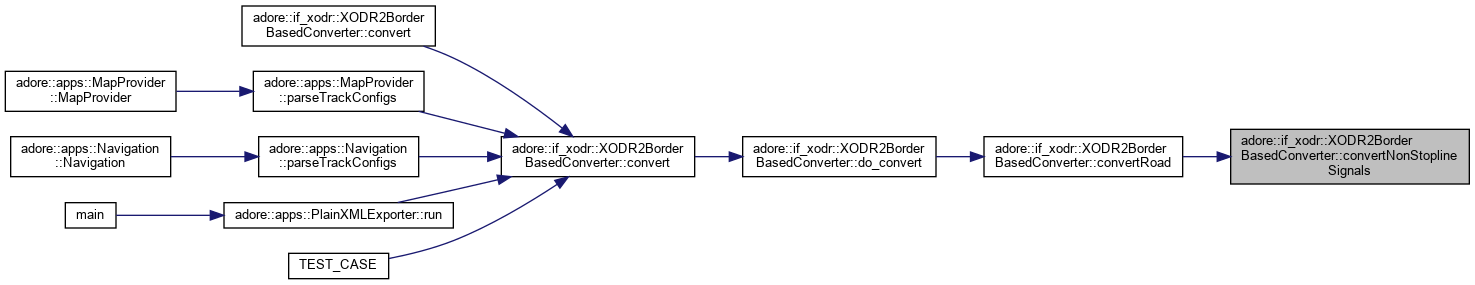 adore::if_xodr::XODR2Border
BasedConverter::convert
adore::apps::MapProvider
::MapProvider
adore::apps::MapProvider
::parseTrackConfigs
adore::apps::Navigation
::Navigation
adore::apps::Navigation
::parseTrackConfigs
main
adore::apps::PlainXMLExporter::run
TEST_CASE
adore::if_xodr::XODR2Border
BasedConverter::convert
adore::if_xodr::XODR2Border
BasedConverter::do_convert
adore::if_xodr::XODR2Border
BasedConverter::convertRoad
adore::if_xodr::XODR2Border
BasedConverter::convertNonStopline
Signals